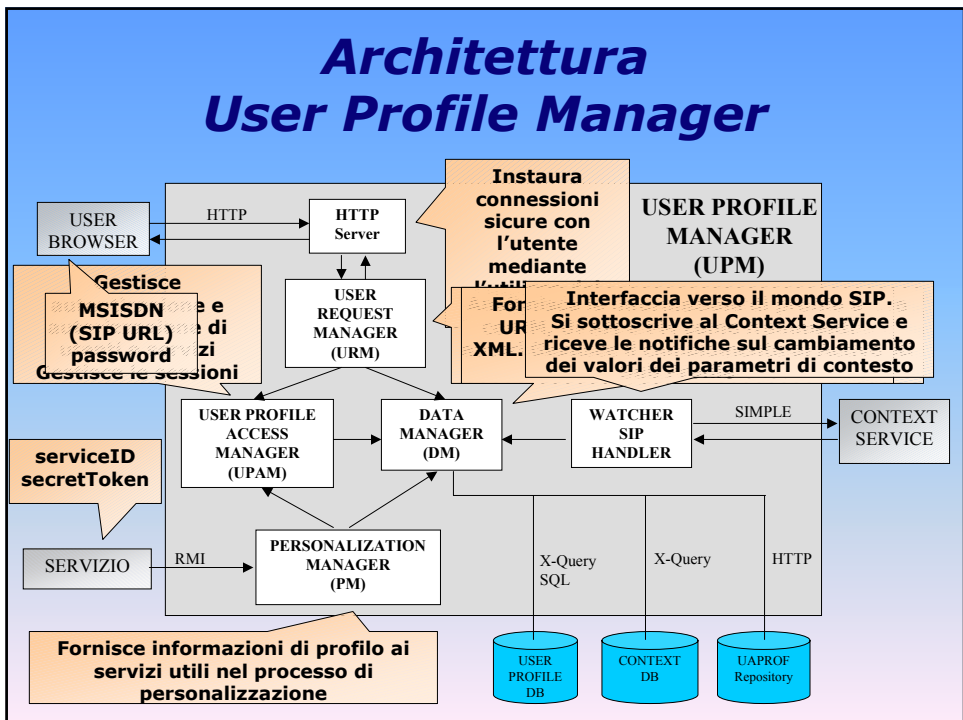 Architettura
User Profile Manager
USER
BROWSER
HTTP
HTTP
Server
Instaura
connessioni
sicure con
l’utente
mediante
USER PROFILE
MANAGER
(UPM)
Gestisce
e
di
Gestisce le sessioni
MSISDN
(SIP URL)
password
USER
REQUEST
MANAGER
(URM)
XML.
Interfaccia verso il mondo SIP.
Si sottoscrive al Context Service e
riceve le notifiche sul cambiamento
dei valori dei parametri di contesto
USER PROFILE
ACCESS
MANAGER
(UPAM)
DATA
MANAGER
(DM)
WATCHER
SIP
HANDLER
SIMPLE
CONTEXT
SERVICE
serviceID
secretToken
SERVIZIO
RMI
PERSONALIZATION
MANAGER
(PM)
X-Query
SQL
X-Query
HTTP
Fornisce informazioni di profilo ai
servizi utili nel processo di
personalizzazione
USER
PROFILE
DB
CONTEXT
DB
UAPROF
Repository